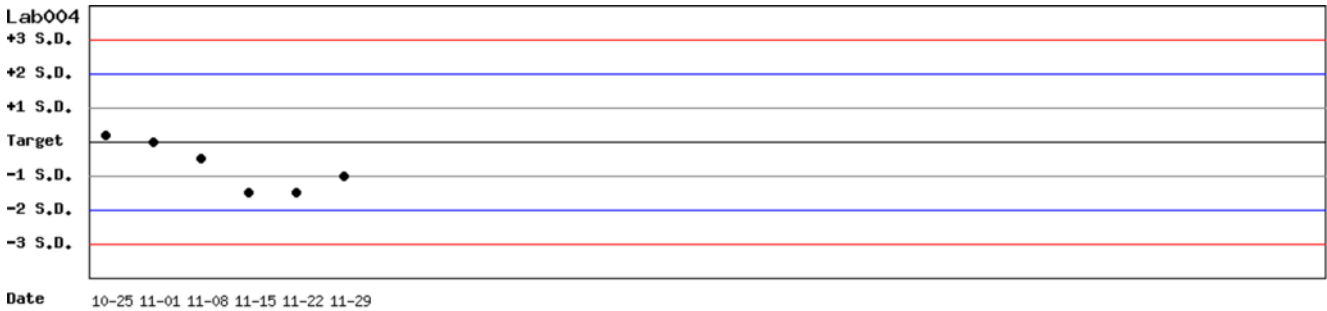 Lab004
+3 S.D.
+2 S.D.
+1 S.D.
Target
-1 S.D.
-2 S.D.
-3 S.D.
Date 10-25 11-01 11-08 11-15 11-22 11-29